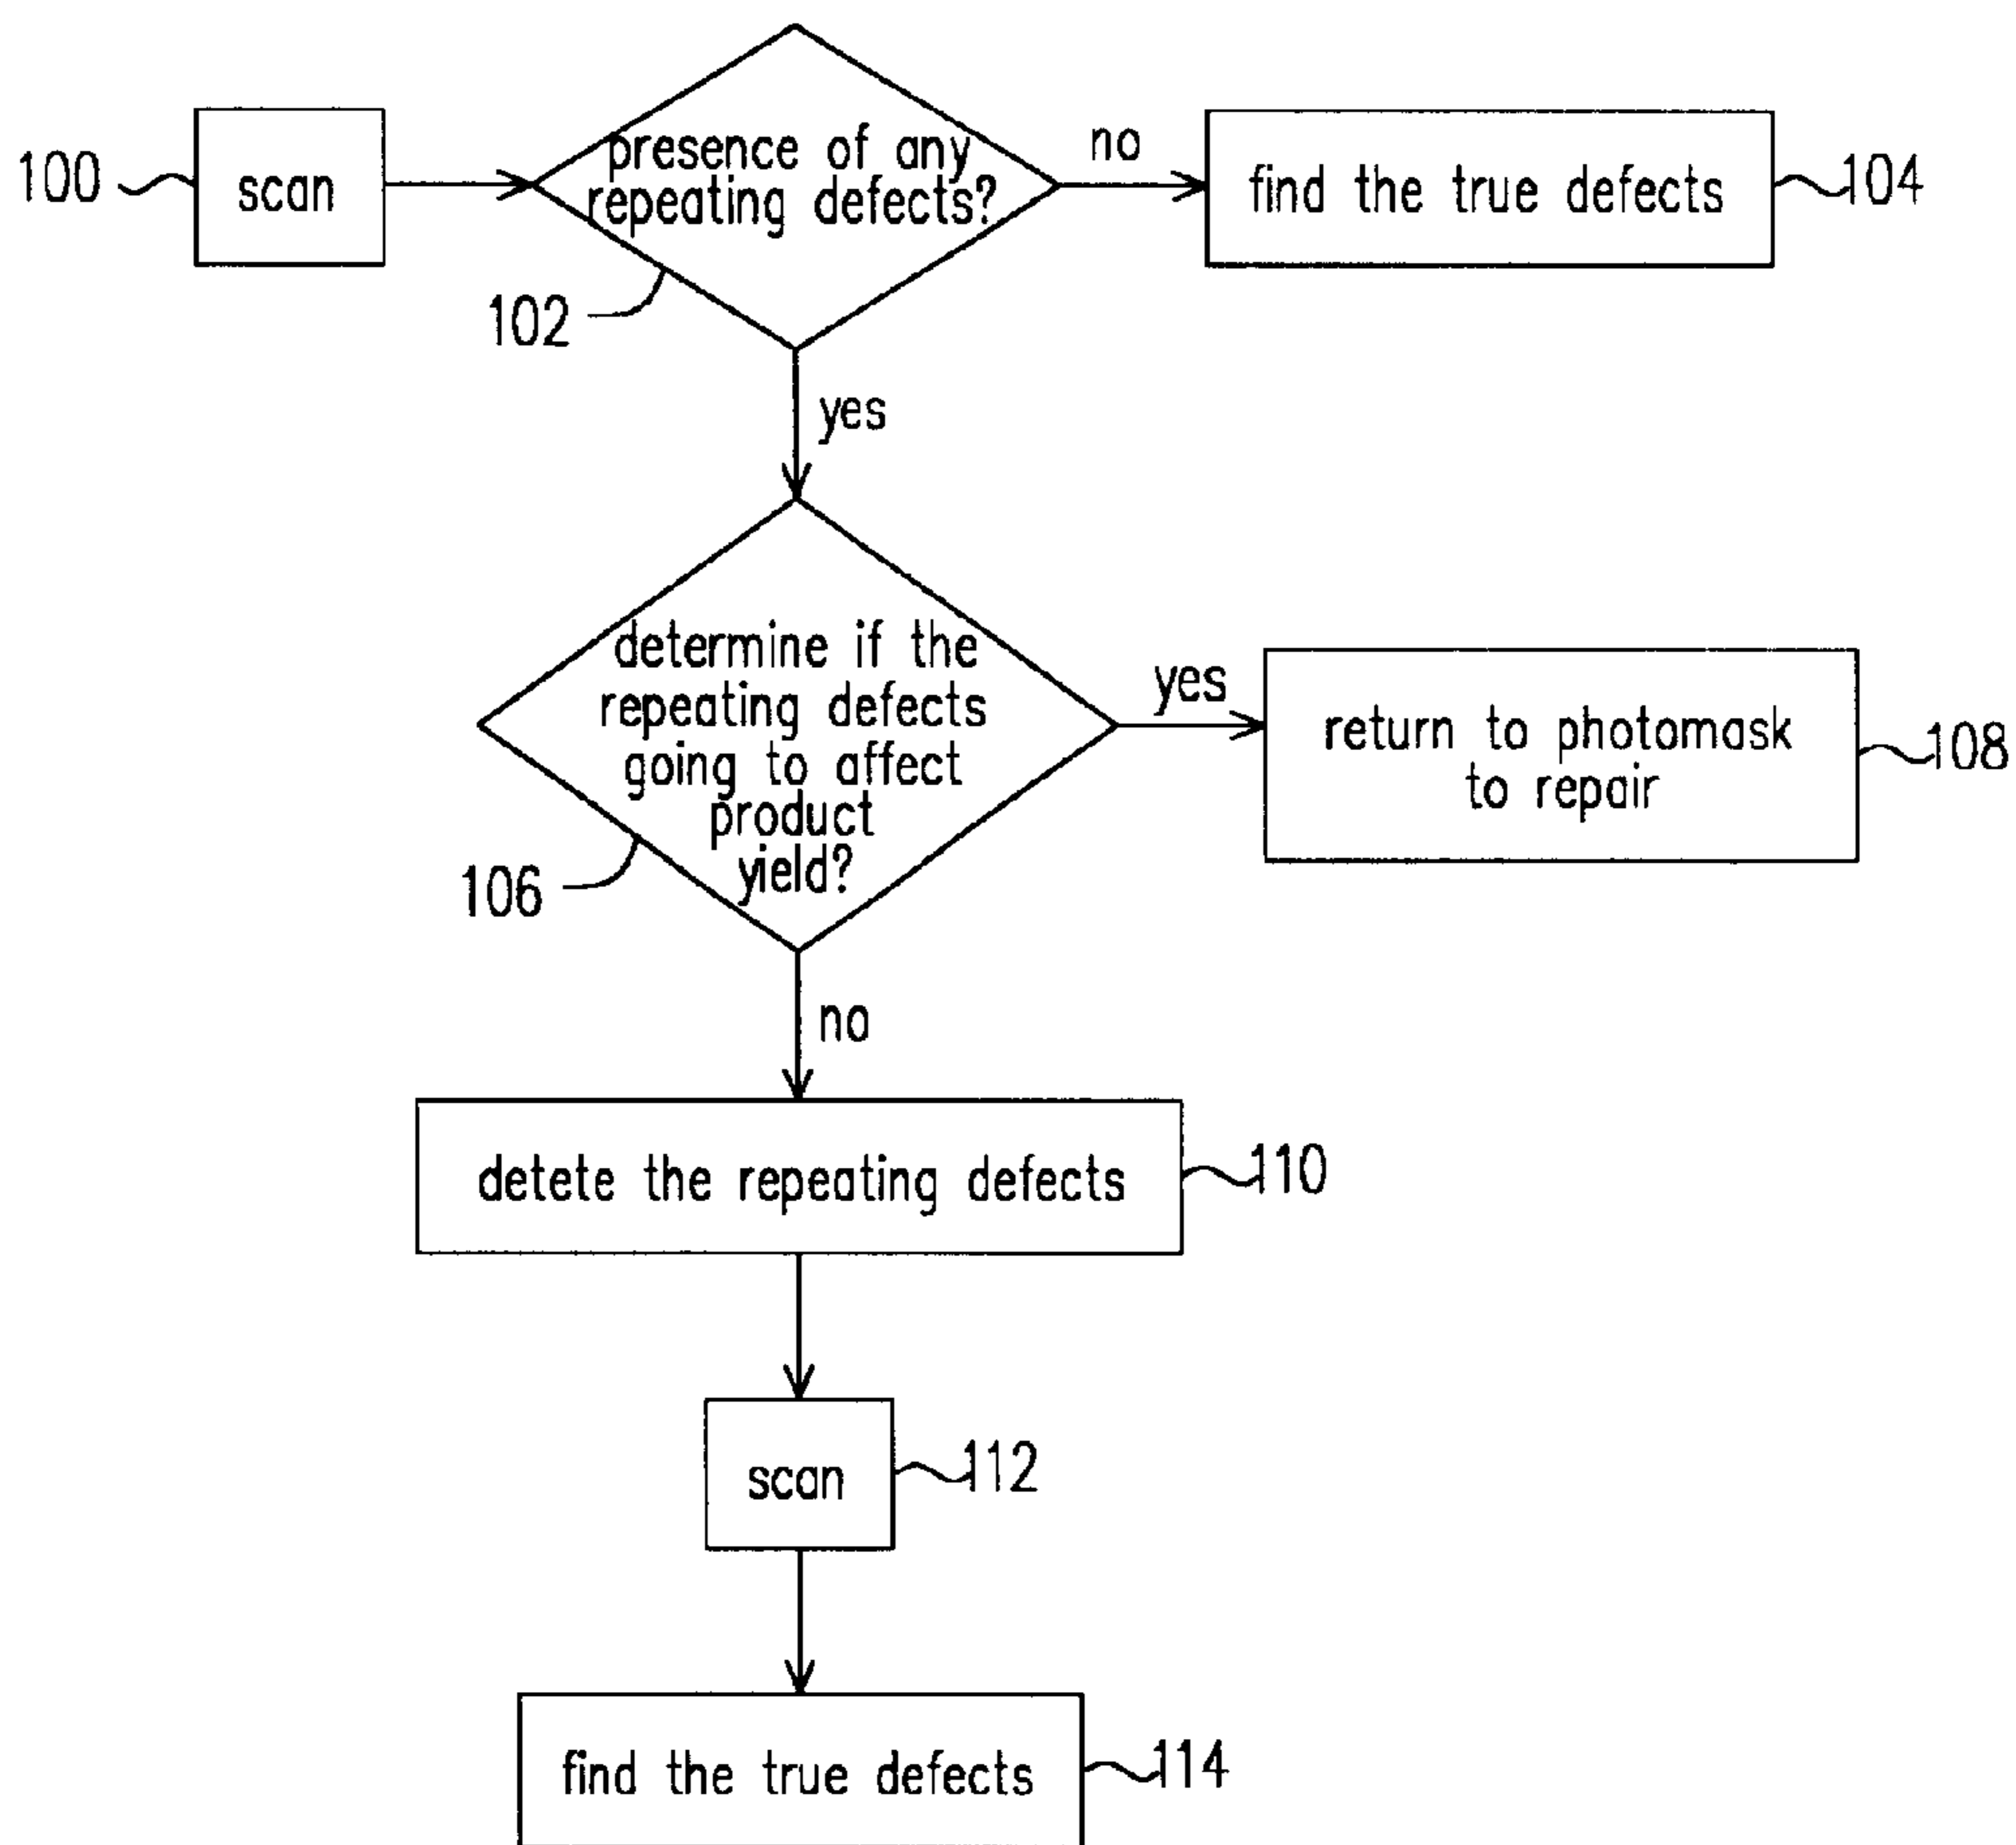 100
scan
presence of any
repeating defects?
102
no
find the true defects
104
yes
determine if the
repeating defects
going to affect
product
yield?
106
yes
return to photomask
to repair
108
no
detete the repeating defects
110
scan
112
find the true defects
114